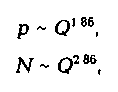 p ~ Q^{1 86},
N ~ Q^{2 86},